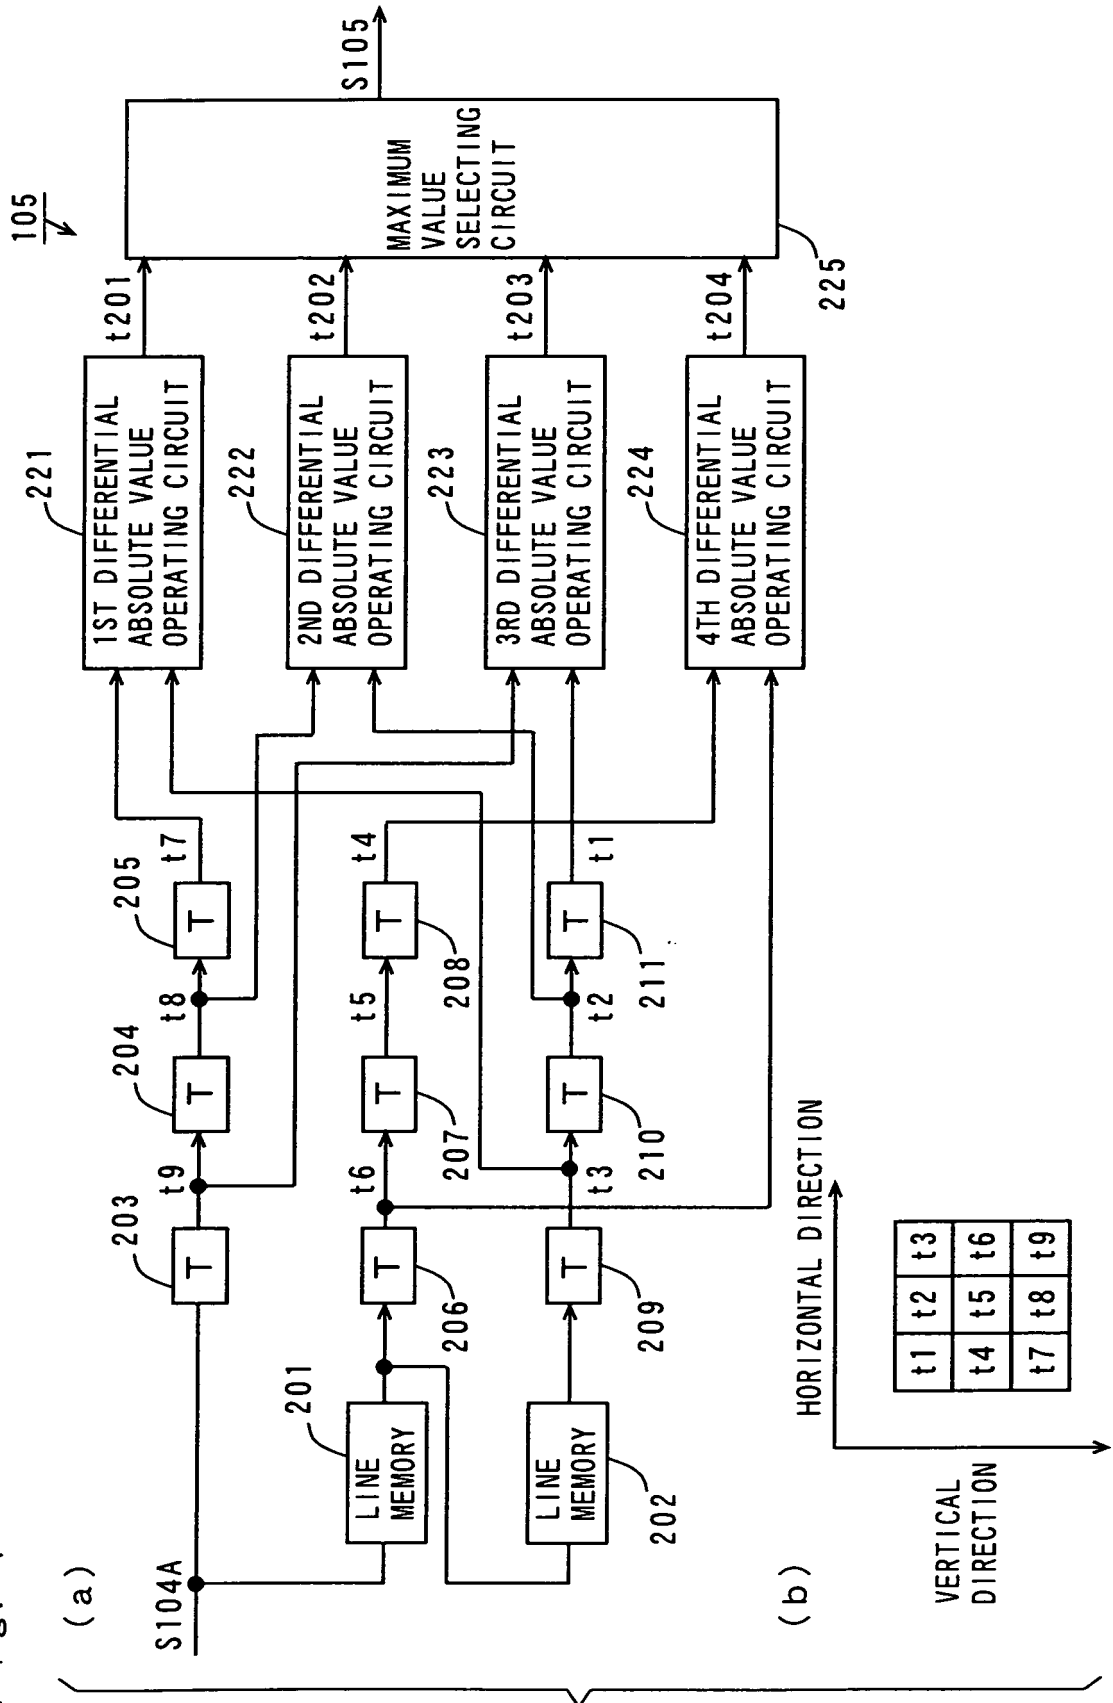 (a)
105
S104A
LINE
MEMORY
201
LINE
MEMORY
202
T
203
t9
T
204
t8
T
205
t7
T
206
t6
T
207
t5
T
208
t4
T
209
t3
T
210
t2
T
211
t1
221
1ST DIFFERENTIAL
ABSOLUTE VALUE
OPERATING CIRCUIT
t201
222
2ND DIFFERENTIAL
ABSOLUTE VALUE
OPERATING CIRCUIT
t202
223
3RD DIFFERENTIAL
ABSOLUTE VALUE
OPERATING CIRCUIT
t203
224
4TH DIFFERENTIAL
ABSOLUTE VALUE
OPERATING CIRCUIT
t204
MAXIMUM
VALUE
SELECTING
CIRCUIT
225
S105
(b)
HORIZONTAL DIRECTION
VERTICAL
DIRECTION
t1 t2 t3
t4 t5 t6
t7 t8 t9